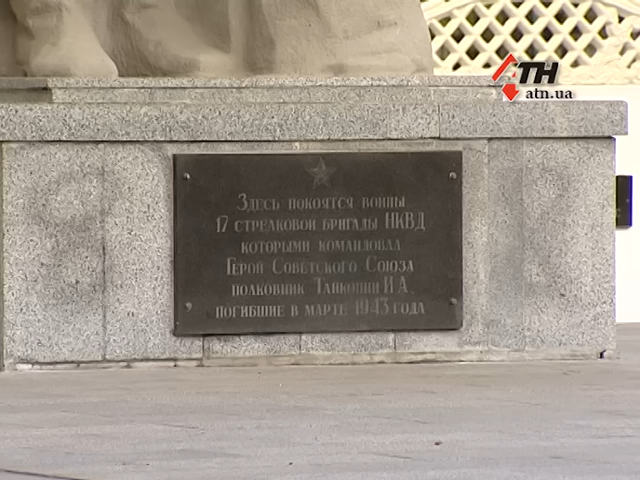 АТН
atn.ua
Здесь покоятся воины
17 стрелковой бригады НКВД
которыми командовал
Герой Советского Союза
полковник Танкопий И.А.
погибшие в марте 1943 года